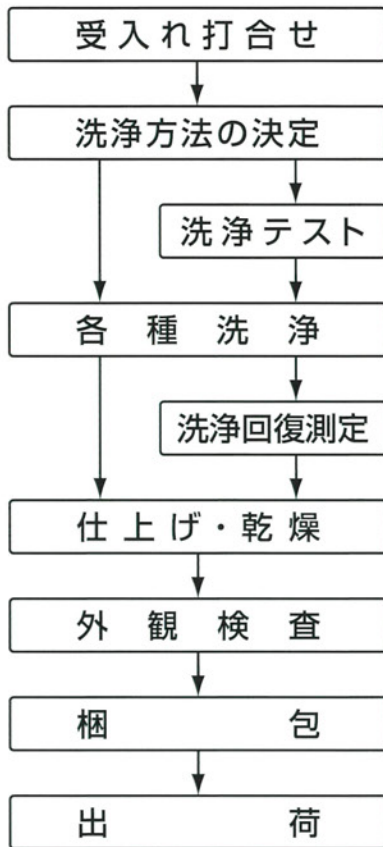 受入れ打合せ
洗浄方法の決定
洗浄テスト
各種洗浄
洗浄回復測定
仕上げ・乾燥
外観検査
梱包
出荷